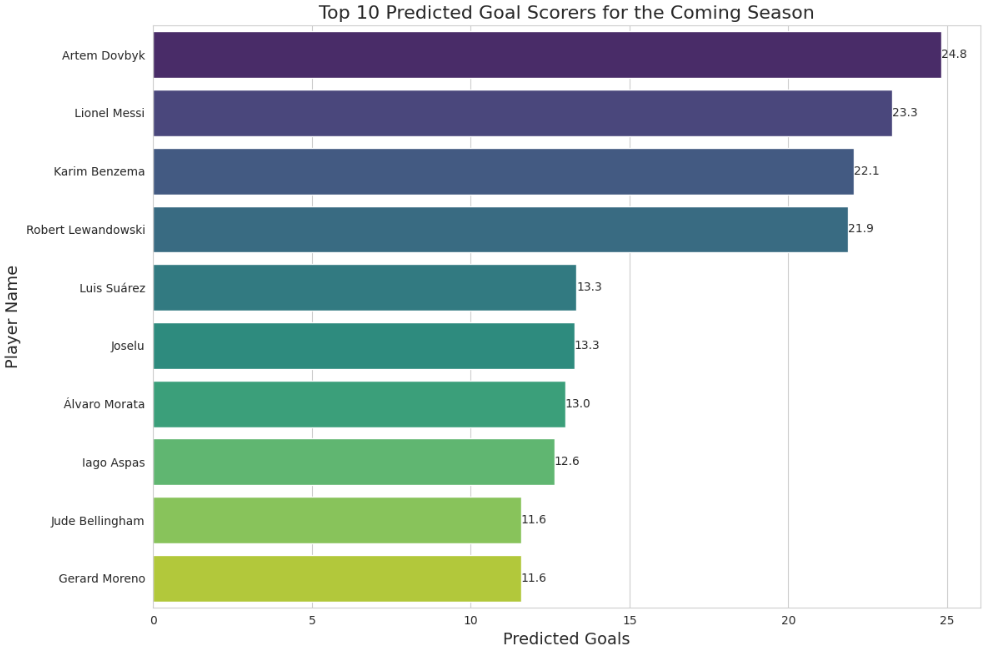 Top 10 Predicted Goal Scorers for the Coming Season
Player Name
Artem Dovbyk 24.8
Lionel Messi 23.3
Karim Benzema 22.1
Robert Lewandowski 21.9
Luis Suárez 13.3
Joselu 13.3
Álvaro Morata 13.0
Iago Aspas 12.6
Jude Bellingham 11.6
Gerard Moreno 11.6
0 5 10 15 20 25
Predicted Goals